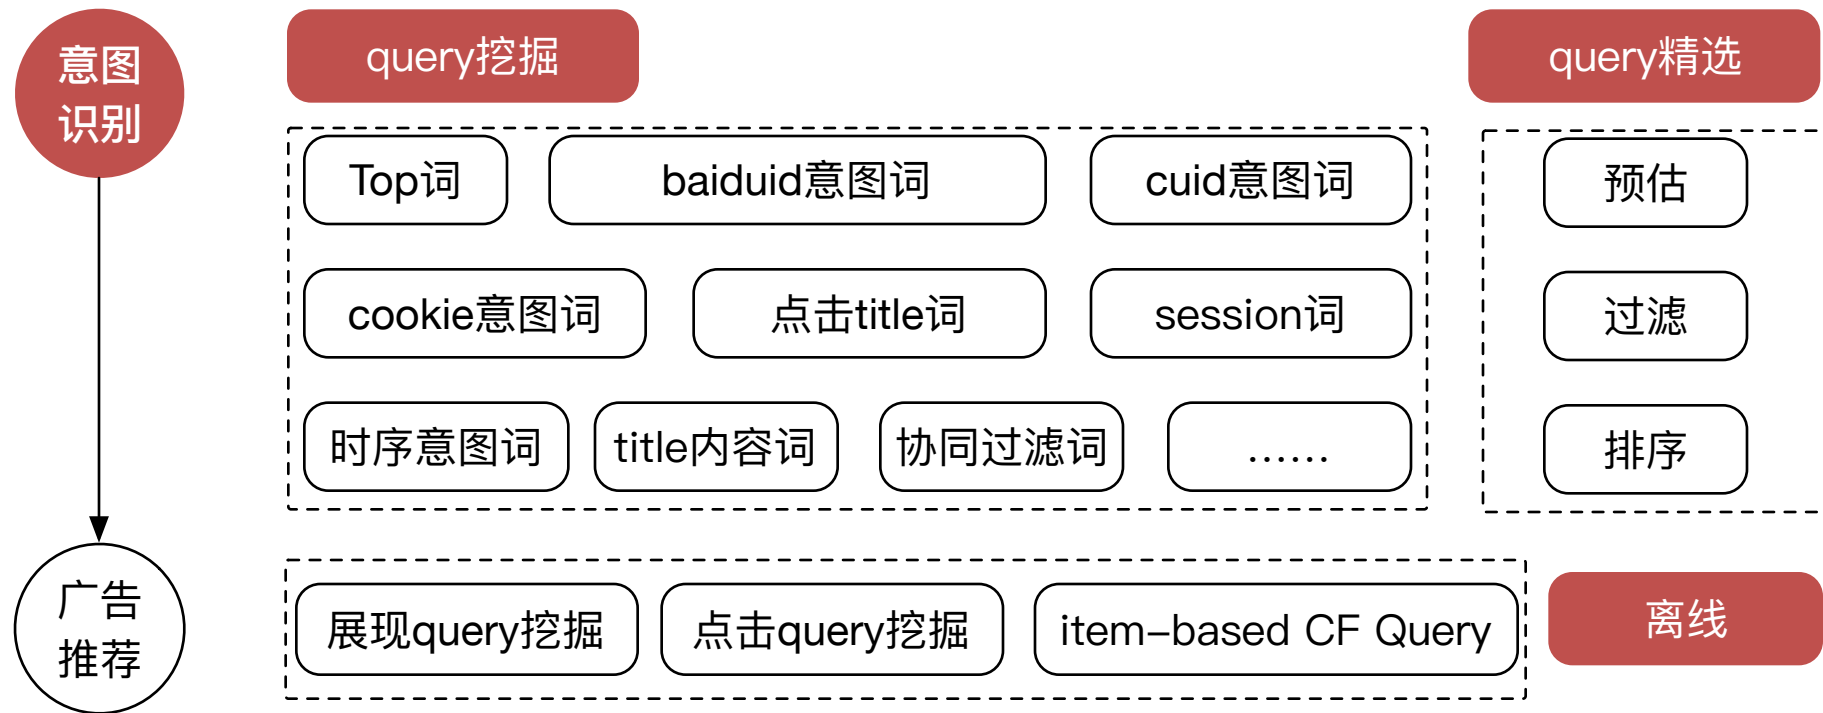 意图
识别
query挖掘
query精选
Top词
baiduid意图词
cuid意图词
预估
cookie意图词
点击title词
session词
过滤
时序意图词
title内容词
协同过滤词
……
排序
广告
推荐
展现query挖掘
点击query挖掘
item-based CF Query
离线